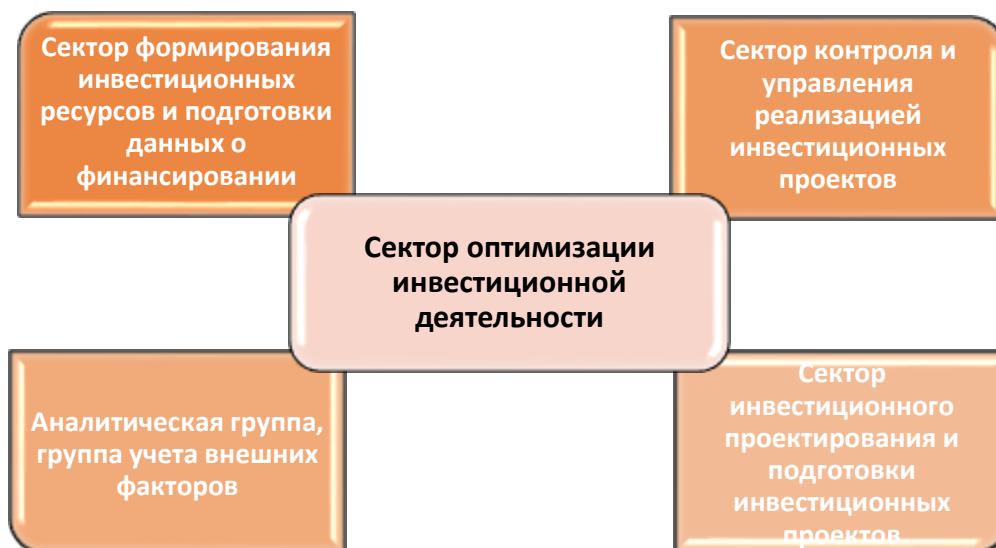 Сектор формирования
инвестиционных
ресурсов и подготовки
данных о
финансировании
Сектор контроля и
управления
реализацией
инвестиционных
проектов
Сектор оптимизации
инвестиционной
деятельности
Аналитическая группа,
группа учета внешних
факторов
Сектор
инвестиционного
проектирования и
подготовки
инвестиционных
проектов